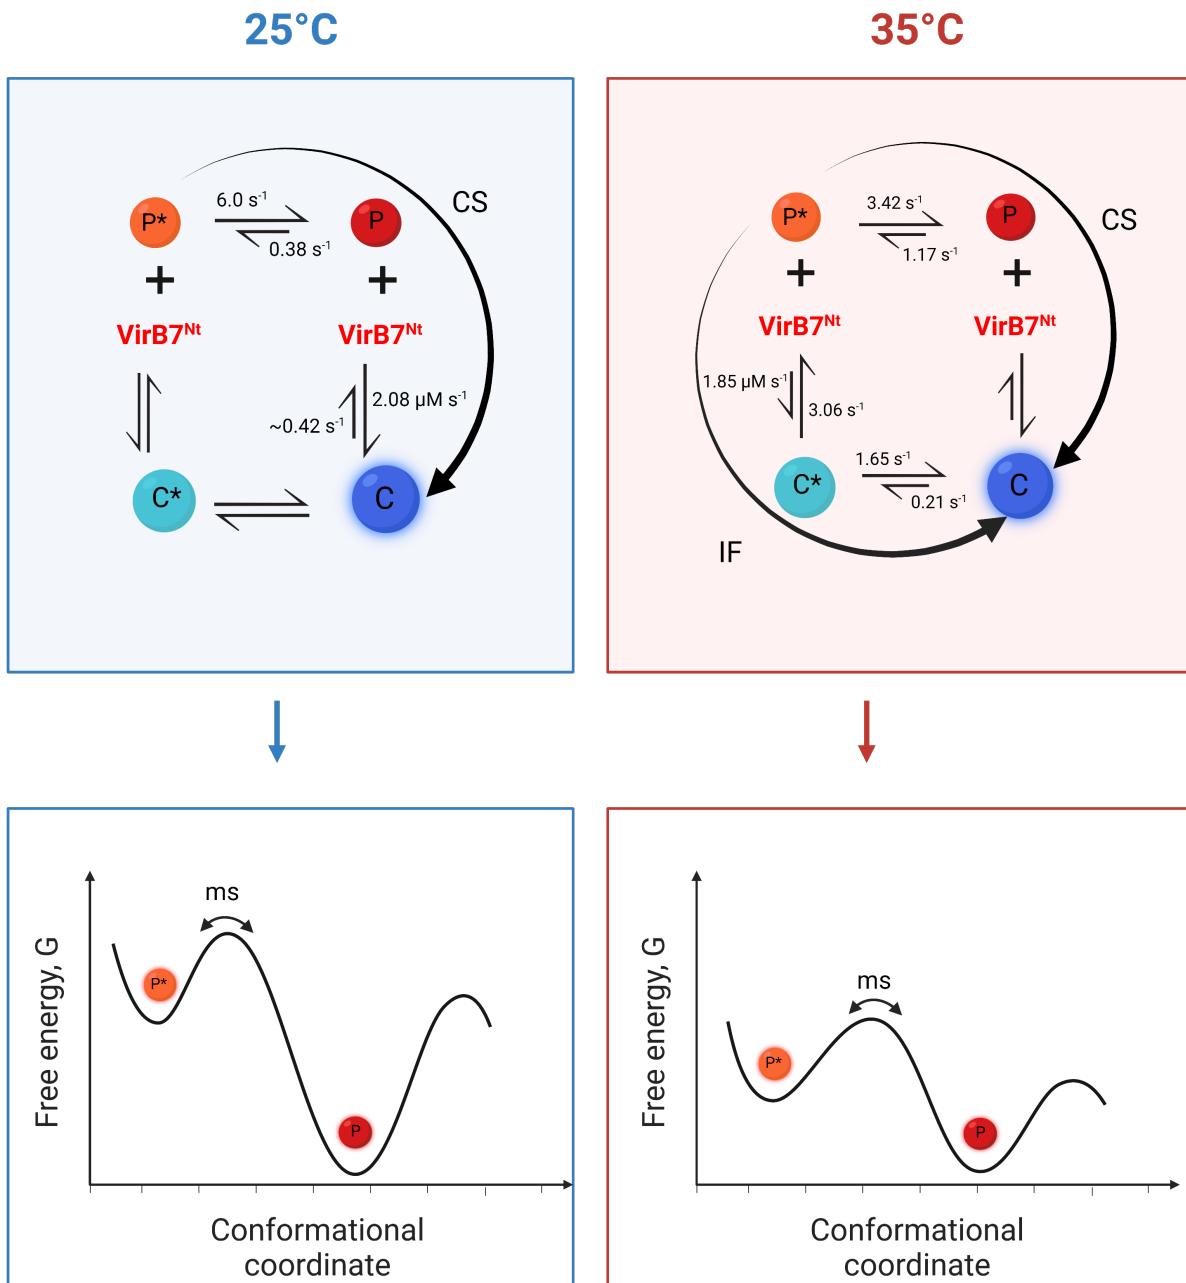 25°C
35°C
CS
6.0 s⁻¹
P*
P
0.38 s⁻¹
+
+
VirB7ᴺᵗ
VirB7ᴺᵗ
2.08 µM s⁻¹
~0.42 s⁻¹
C*
C
CS
3.42 s⁻¹
P*
P
1.17 s⁻¹
+
+
VirB7ᴺᵗ
VirB7ᴺᵗ
1.85 µM s⁻¹
3.06 s⁻¹
1.65 s⁻¹
C*
C
0.21 s⁻¹
IF
ms
P*
P
Free energy, G
Conformational
coordinate
ms
P*
P
Free energy, G
Conformational
coordinate